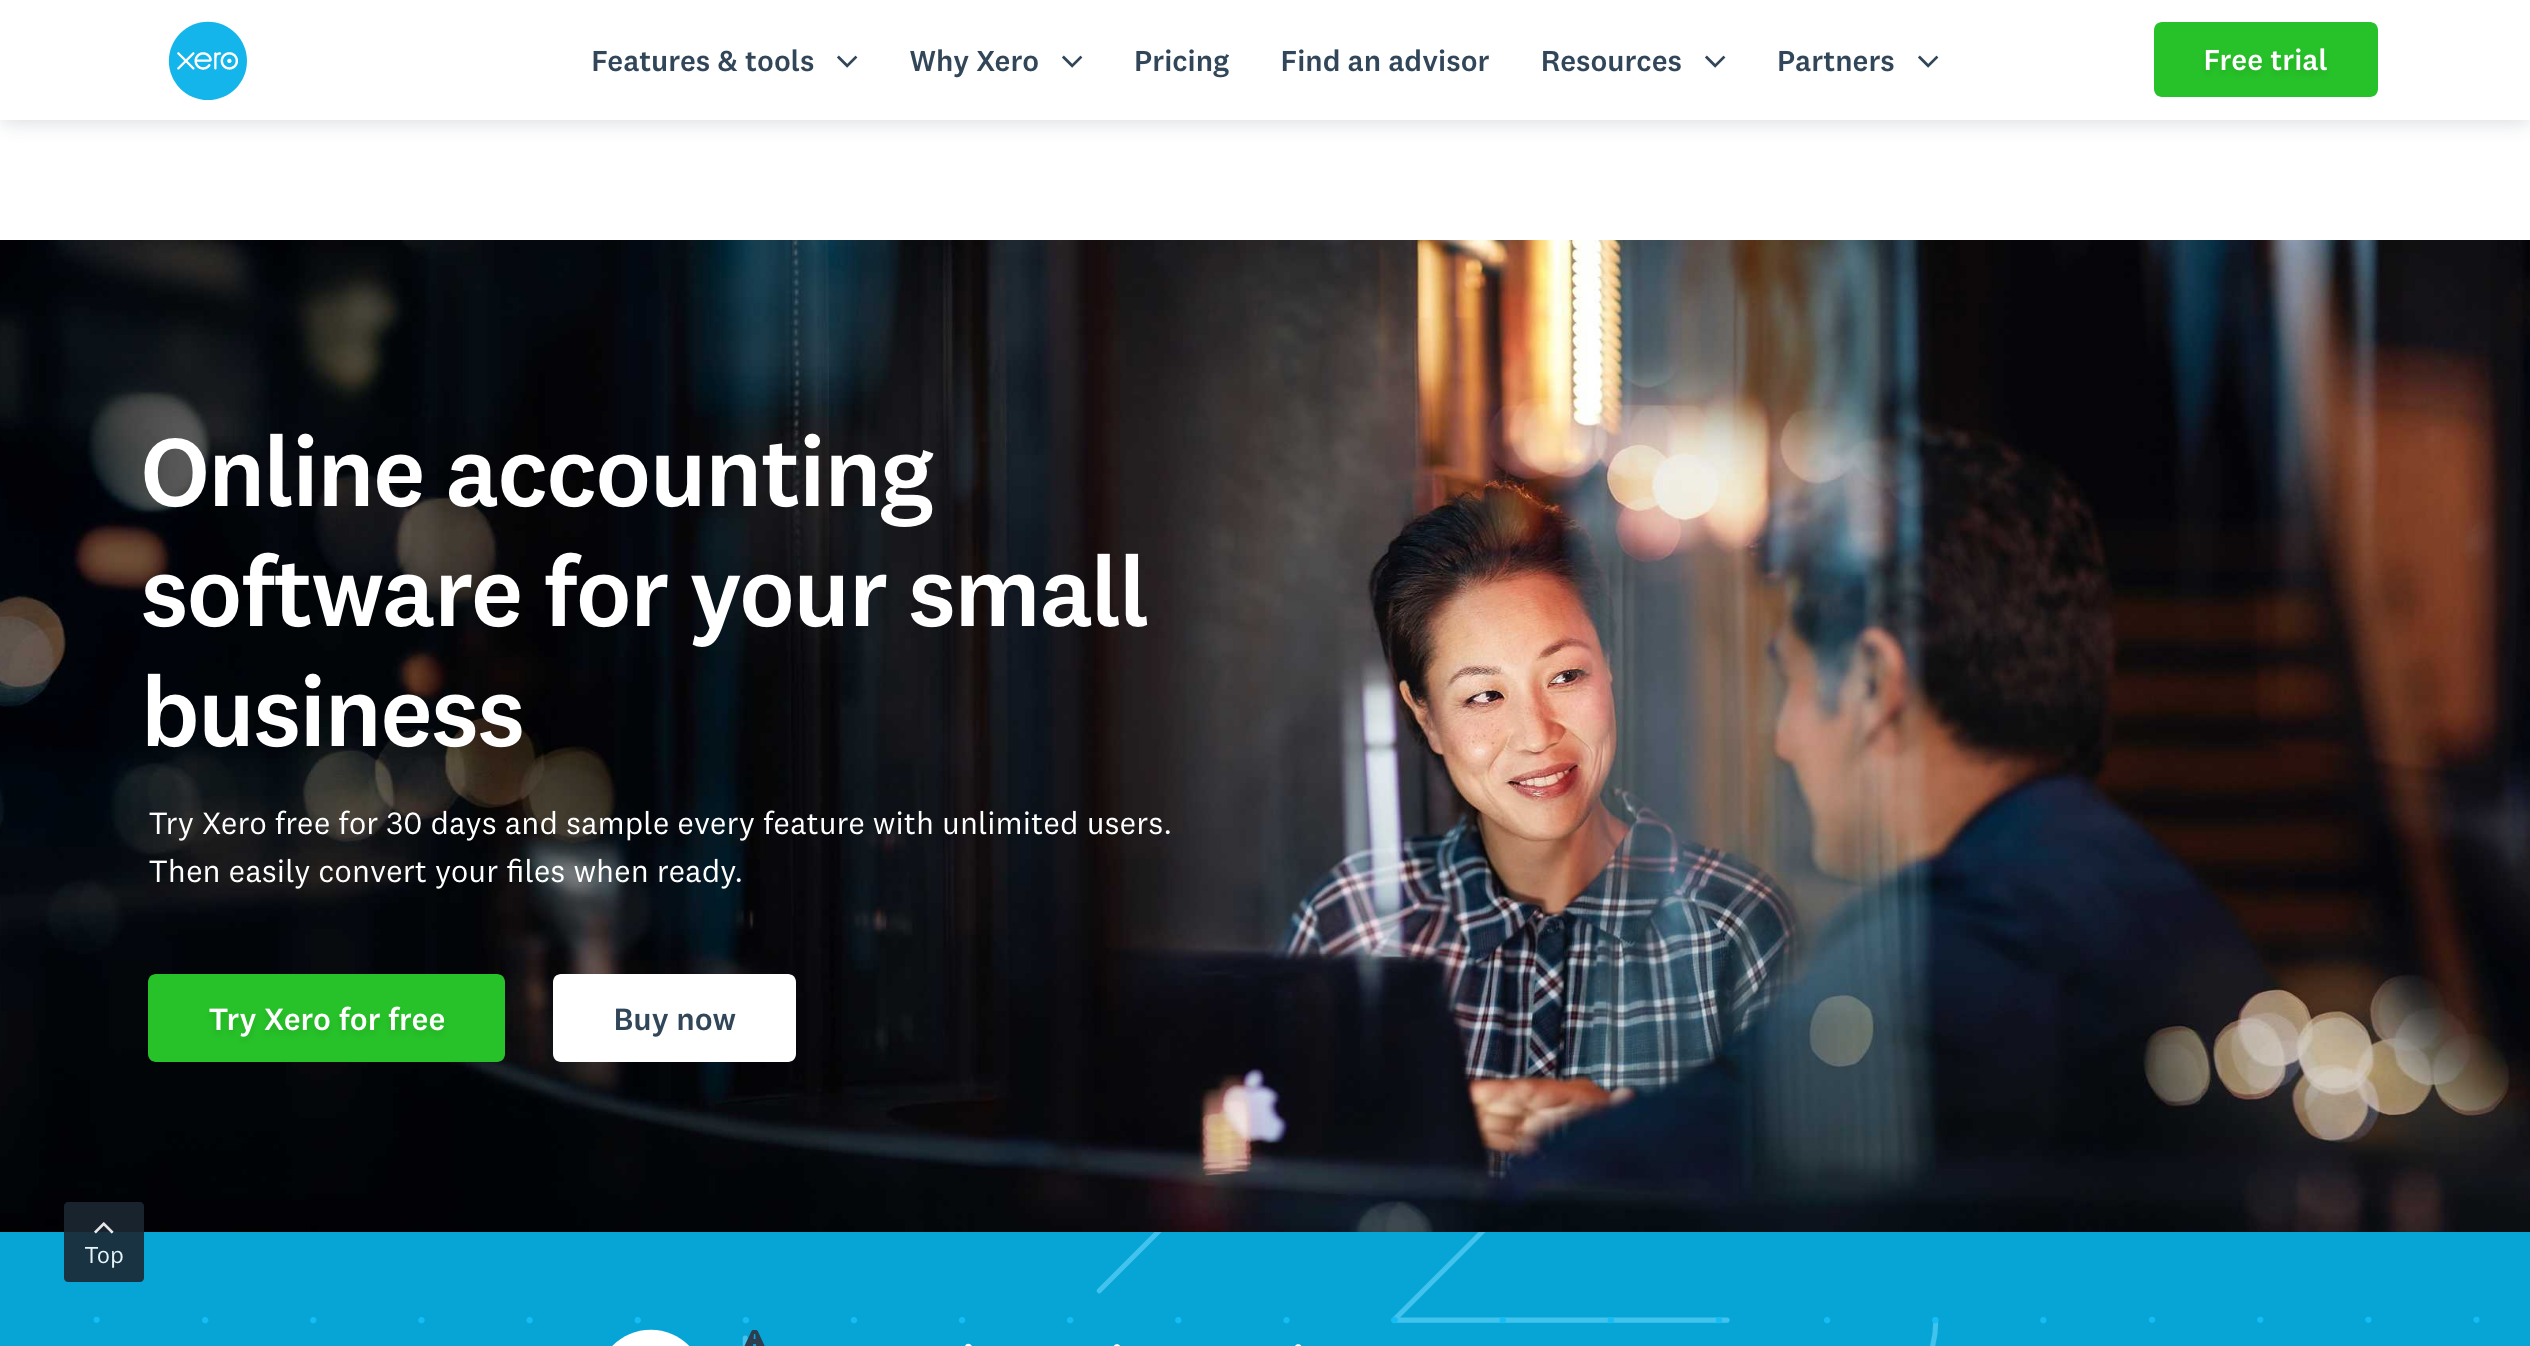 xero
Features & tools
Why Xero
Pricing
Find an advisor
Resources
Partners
Free trial
Online accounting
software for your small
business
Try Xero free for 30 days and sample every feature with unlimited users.
Then easily convert your files when ready.
Try Xero for free
Buy now
Top